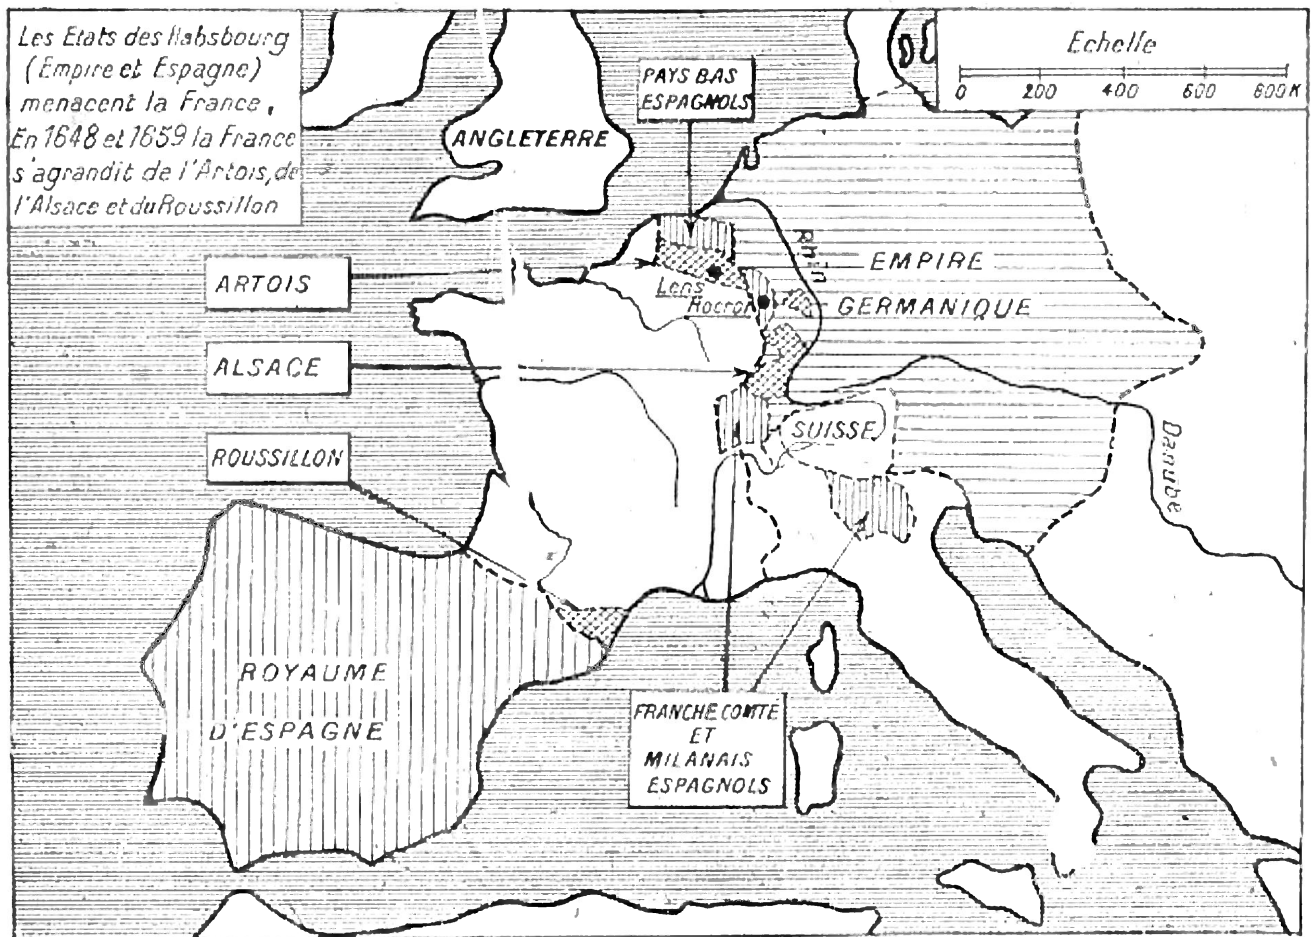 Les Etats des Habsbourg
(Empire et Espagne)
menacent la France,
En 1648 et 1659 la France
s'agrandit de l'Artois, de
l'Alsace et du Roussillon
Echelle
0 200 400 600 800 K
PAYS BAS
ESPAGNOLS
ANGLETERRE
Rhin
EMPIRE
GERMANIQUE
ARTOIS
Lens
Rocroi
ALSACE
SUISSE
Danube
ROUSSILLON
ROYAUME
D'ESPAGNE
FRANCHE COMTE
ET
MILANAIS
ESPAGNOLS